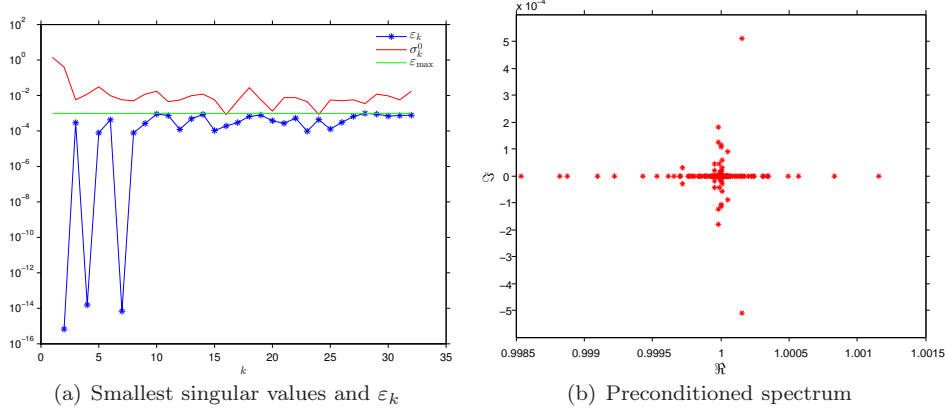 10^2
10^0
10^-2
10^-4
10^-6
10^-8
10^-10
10^-12
10^-14
10^-16
0 5 10 15 20 25 30 35
k
ε_k
σ_k^0
ε_max
(a) Smallest singular values and ε_k
x 10^-4
5
4
3
2
1
0
−1
−2
−3
−4
−5
ℑ
0.9985 0.999 0.9995 1 1.0005 1.001 1.0015
ℜ
(b) Preconditioned spectrum